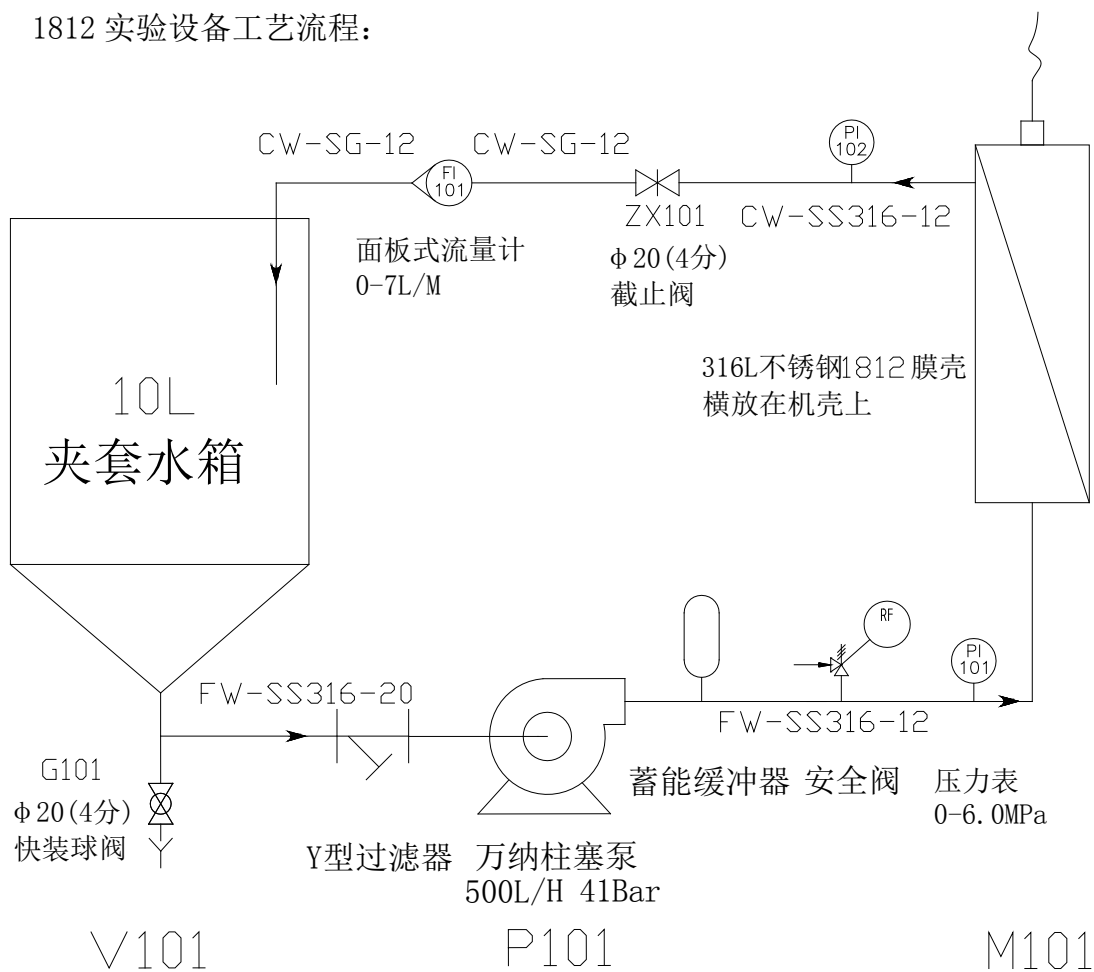 1812 实验设备工艺流程：
CW-SG-12
FI
101
CW-SG-12
PI
102
ZX101
CW-SS316-12
面板式流量计
0-7L/M
φ20(4分)
截止阀
10L
夹套水箱
316L不锈钢1812膜壳
横放在机壳上
RF
PI
101
FW-SS316-20
FW-SS316-12
G101
φ20(4分)
快装球阀
蓄能缓冲器 安全阀
压力表
0-6.0MPa
Y型过滤器 万纳柱塞泵
500L/H 41Bar
V101
P101
M101